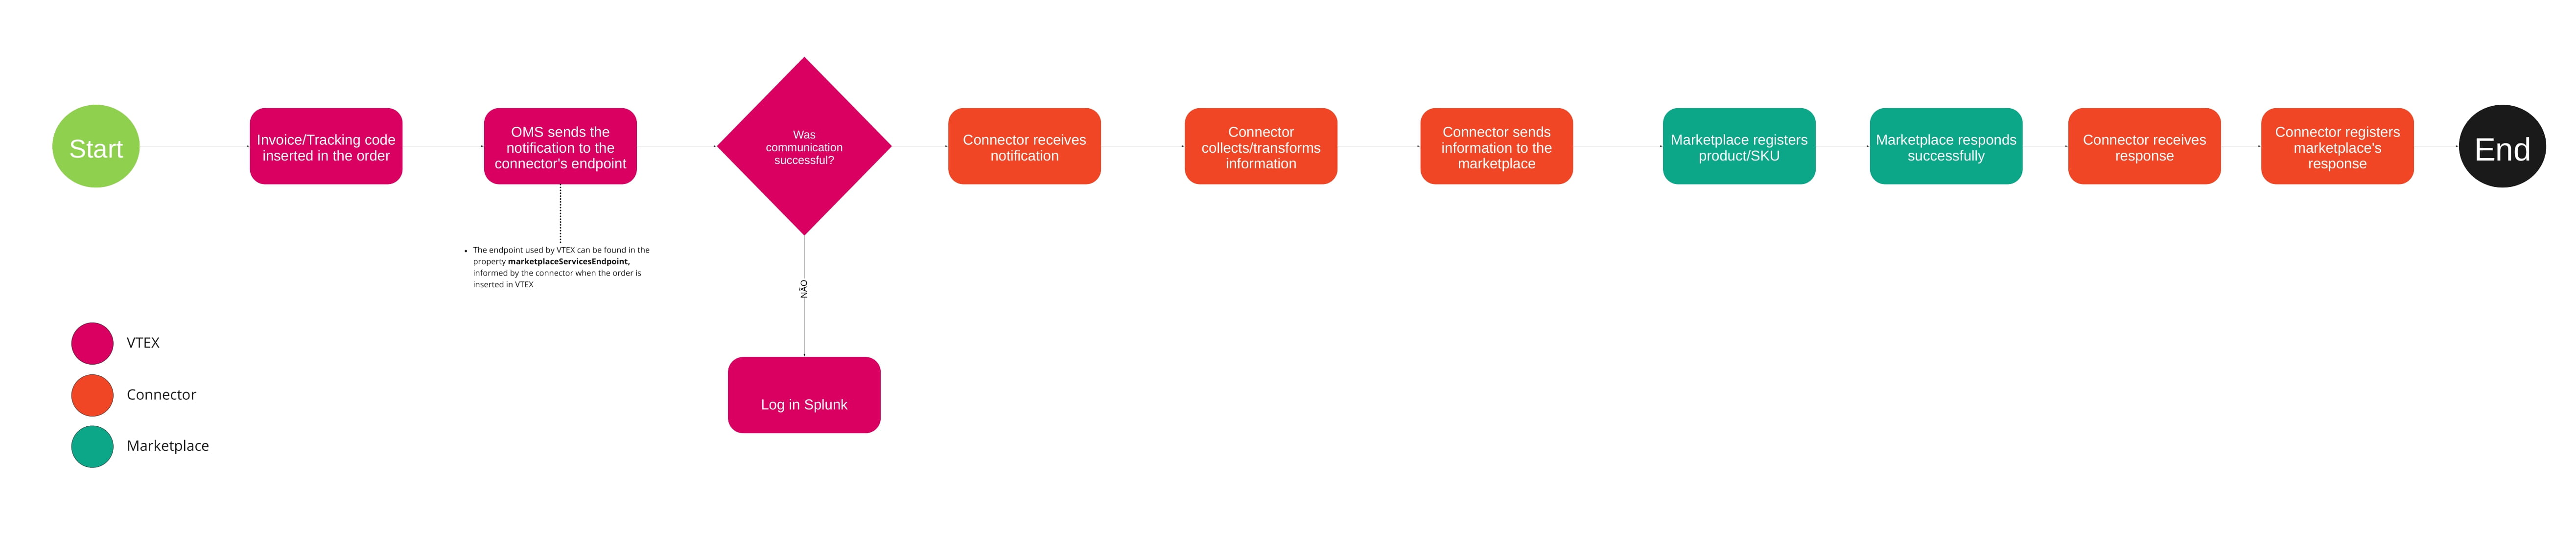 Start
Invoice/Tracking code
inserted in the order
OMS sends the
notification to the
connector's endpoint
Was
communication
successful?
Connector receives
notification
Connector
collects/transforms
information
Connector sends
information to the
marketplace
Marketplace registers
product/SKU
Marketplace responds
successfully
Connector receives
response
Connector registers
marketplace's
response
End
• The endpoint used by VTEX can be found in the
property marketplaceServicesEndpoint,
informed by the connector when the order is
inserted in VTEX
NÃO
Log in Splunk
VTEX
Connector
Marketplace